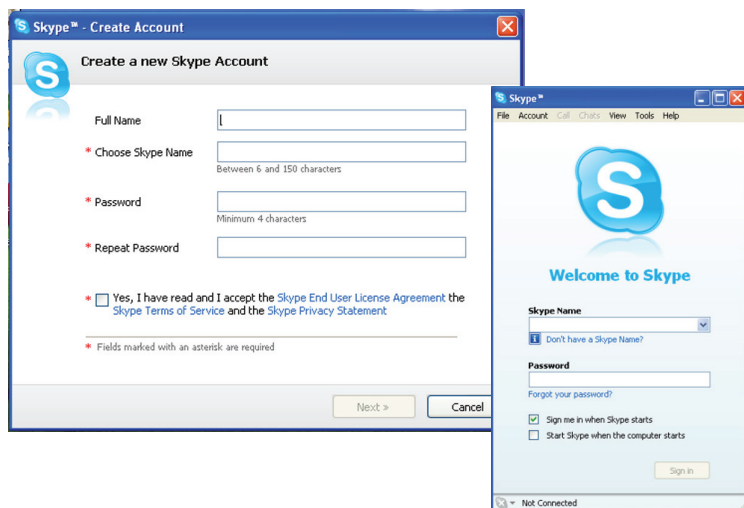 Skype™ - Create Account
Create a new Skype Account
Full Name
* Choose Skype Name
Between 6 and 150 characters
* Password
Minimum 4 characters
* Repeat Password
* Yes, I have read and I accept the Skype End User License Agreement the
Skype Terms of Service and the Skype Privacy Statement
* Fields marked with an asterisk are required
Next »
Cancel
Skype™
File Account Call Chats View Tools Help
Welcome to Skype
Skype Name
Don't have a Skype Name?
Password
Forgot your password?
Sign me in when Skype starts
Start Skype when the computer starts
Sign in
Not Connected